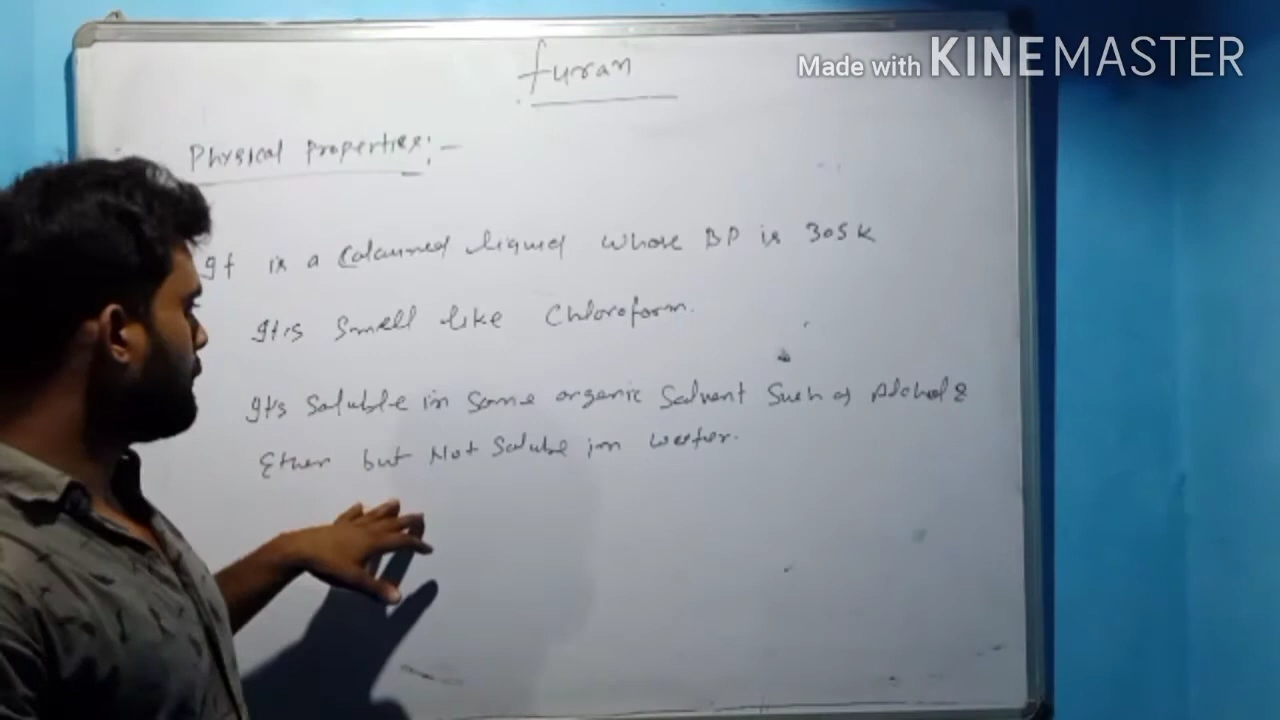 Made with KINEMASTER
furan
Physical Properties:-
It is a Coloured liquid whose BP is 305K
It's Smell like Chloroform.
It's Soluble in Some organic Solvent Such as Alcohol &
Ether but Not Soluble in water.